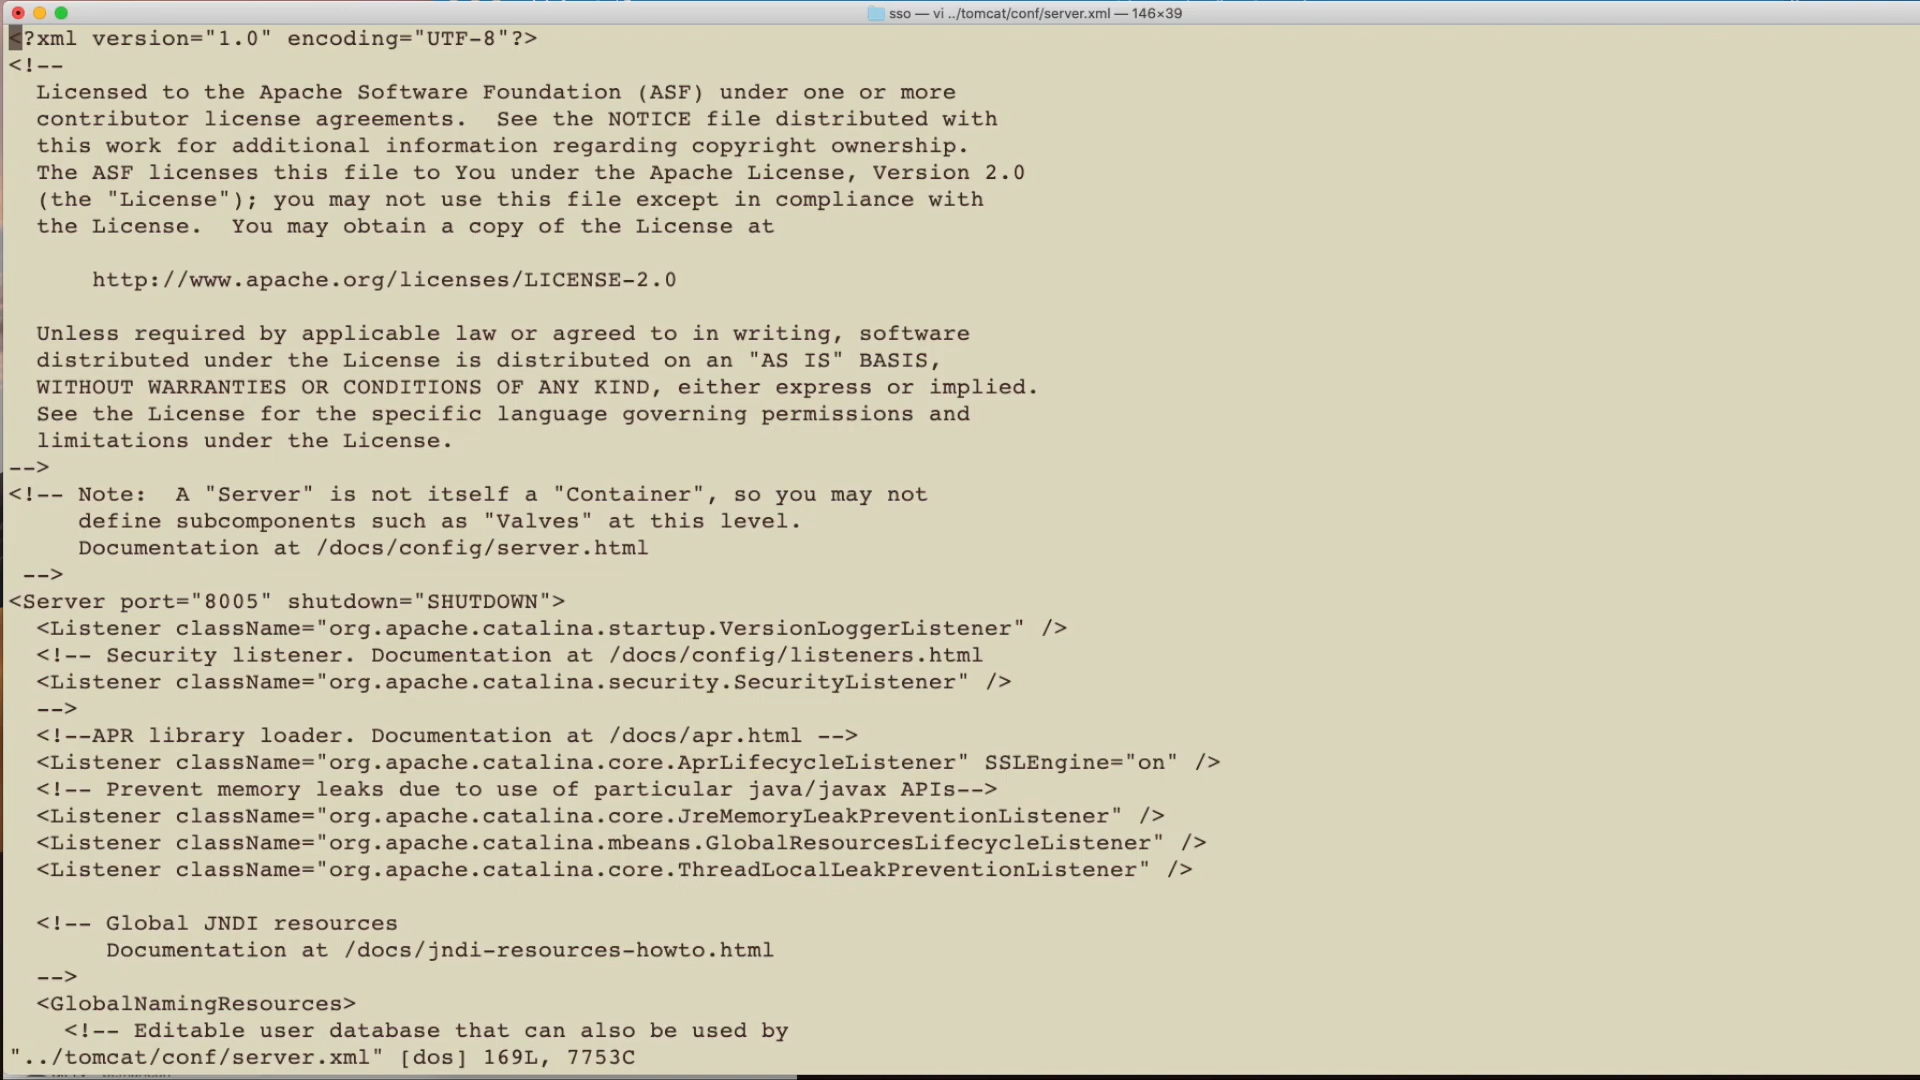 sso — vi ../tomcat/conf/server.xml — 146×39
<?xml version="1.0" encoding="UTF-8"?>
<!--
  Licensed to the Apache Software Foundation (ASF) under one or more
  contributor license agreements.  See the NOTICE file distributed with
  this work for additional information regarding copyright ownership.
  The ASF licenses this file to You under the Apache License, Version 2.0
  (the "License"); you may not use this file except in compliance with
  the License.  You may obtain a copy of the License at

      http://www.apache.org/licenses/LICENSE-2.0

  Unless required by applicable law or agreed to in writing, software
  distributed under the License is distributed on an "AS IS" BASIS,
  WITHOUT WARRANTIES OR CONDITIONS OF ANY KIND, either express or implied.
  See the License for the specific language governing permissions and
  limitations under the License.
-->
<!-- Note:  A "Server" is not itself a "Container", so you may not
     define subcomponents such as "Valves" at this level.
     Documentation at /docs/config/server.html
 -->
<Server port="8005" shutdown="SHUTDOWN">
  <Listener className="org.apache.catalina.startup.VersionLoggerListener" />
  <!-- Security listener. Documentation at /docs/config/listeners.html
  <Listener className="org.apache.catalina.security.SecurityListener" />
  -->
  <!--APR library loader. Documentation at /docs/apr.html -->
  <Listener className="org.apache.catalina.core.AprLifecycleListener" SSLEngine="on" />
  <!-- Prevent memory leaks due to use of particular java/javax APIs-->
  <Listener className="org.apache.catalina.core.JreMemoryLeakPreventionListener" />
  <Listener className="org.apache.catalina.mbeans.GlobalResourcesLifecycleListener" />
  <Listener className="org.apache.catalina.core.ThreadLocalLeakPreventionListener" />

  <!-- Global JNDI resources
       Documentation at /docs/jndi-resources-howto.html
  -->
  <GlobalNamingResources>
    <!-- Editable user database that can also be used by
"../tomcat/conf/server.xml" [dos] 169L, 7753C